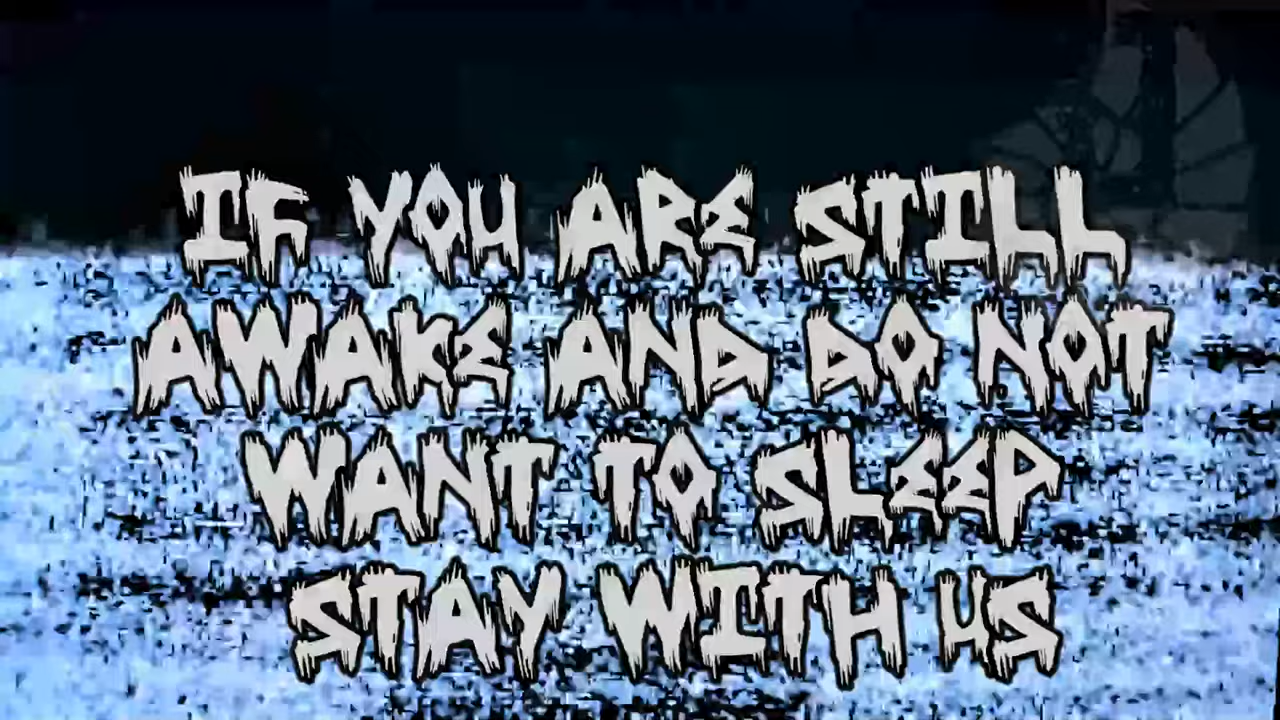 IF YOU ARE STILL
AWAKE AND DO NOT
WANT TO SLEEP
STAY WITH US